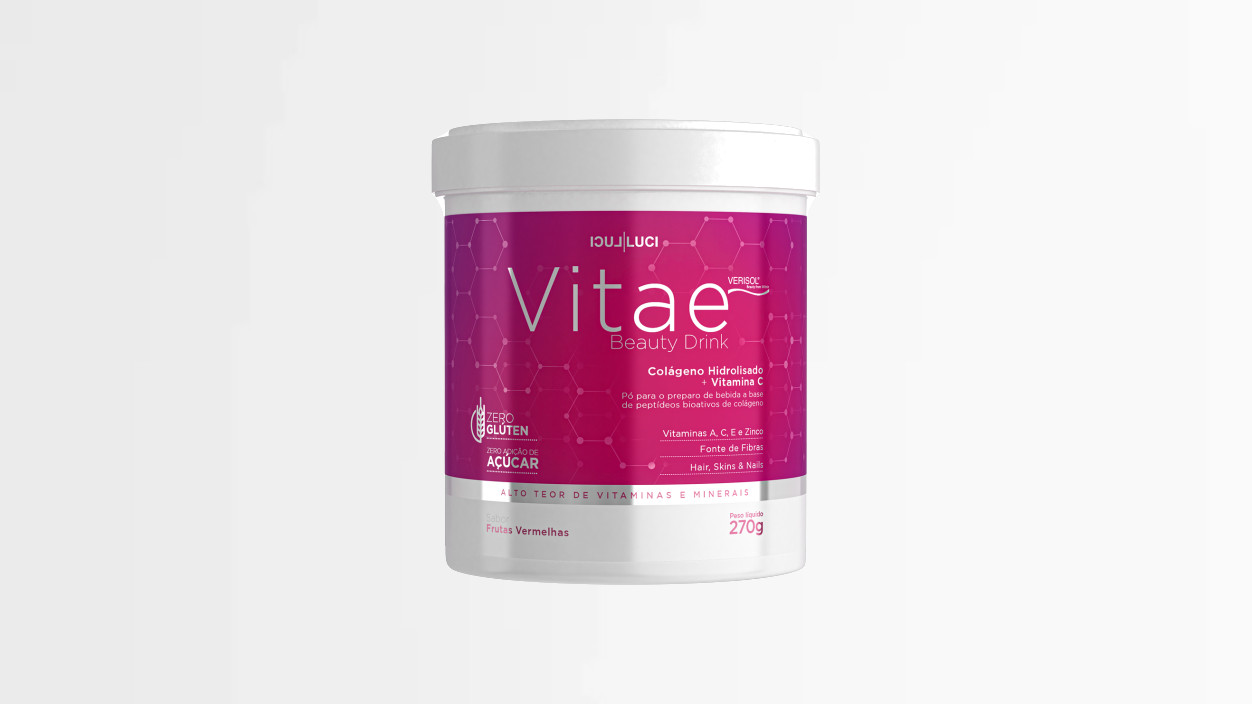 LUCI|LUCI
Vitae
VERISOL®
Beauty Drink
Colágeno Hidrolisado
+ Vitamina C
Pó para o preparo de bebida a base
de peptídeos bioativos de colágeno
ZERO
GLÚTEN
Vitaminas A, C, E e Zinco
Fonte de Fibras
ZERO ADIÇÃO DE
AÇÚCAR
Hair, Skins & Nails
ALTO TEOR DE VITAMINAS E MINERAIS
Sabor
Frutas Vermelhas
Peso líquido
270g